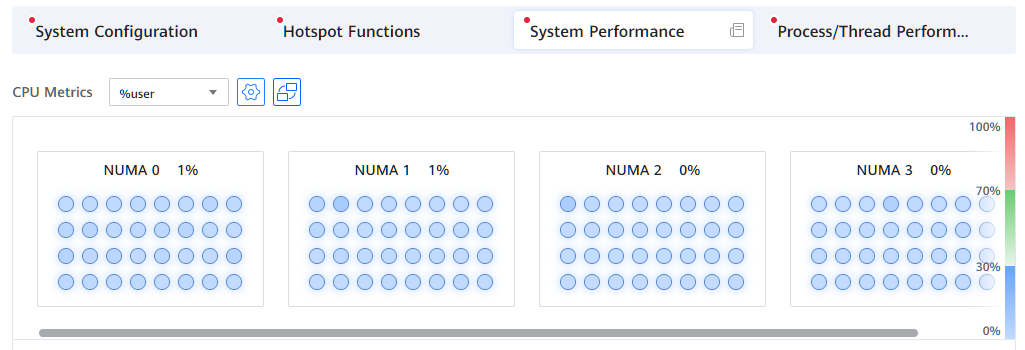 System Configuration
Hotspot Functions
System Performance
Process/Thread Perform...
CPU Metrics
%user
100%
NUMA 0 1%
NUMA 1 1%
NUMA 2 0%
NUMA 3 0%
70%
30%
0%